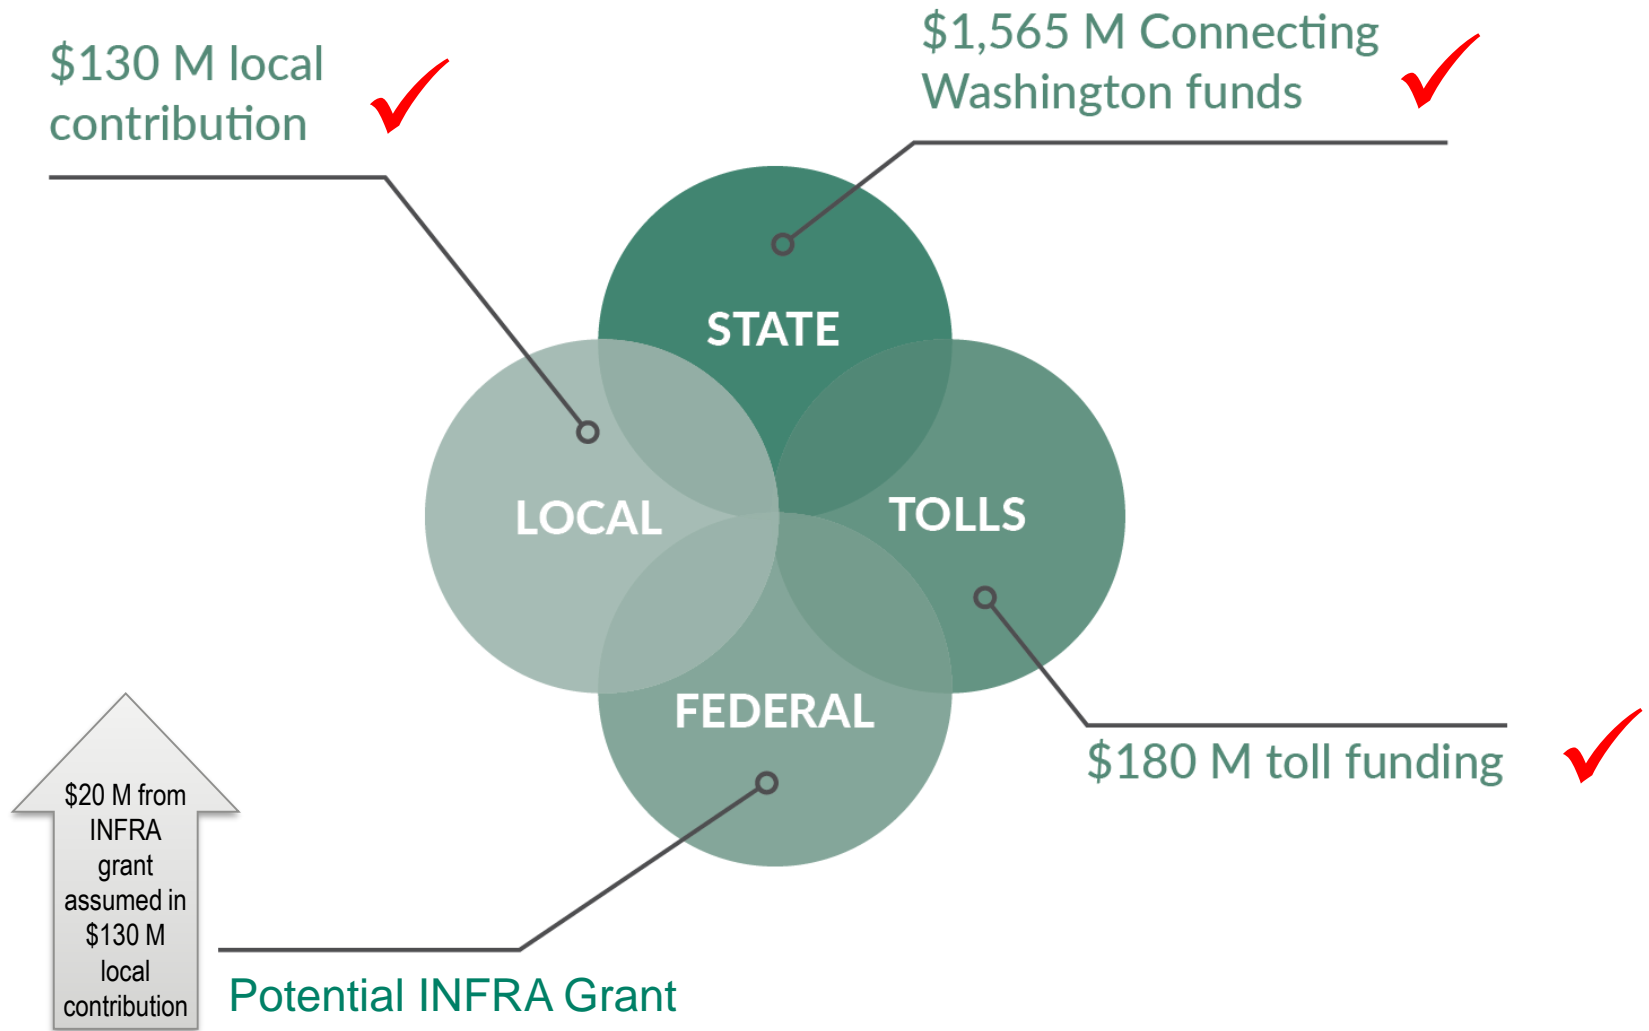 $130 M local
contribution
$1,565 M Connecting
Washington funds
STATE
LOCAL
TOLLS
FEDERAL
$180 M toll funding
$20 M from
INFRA
grant
assumed in
$130 M
local
contribution
Potential INFRA Grant